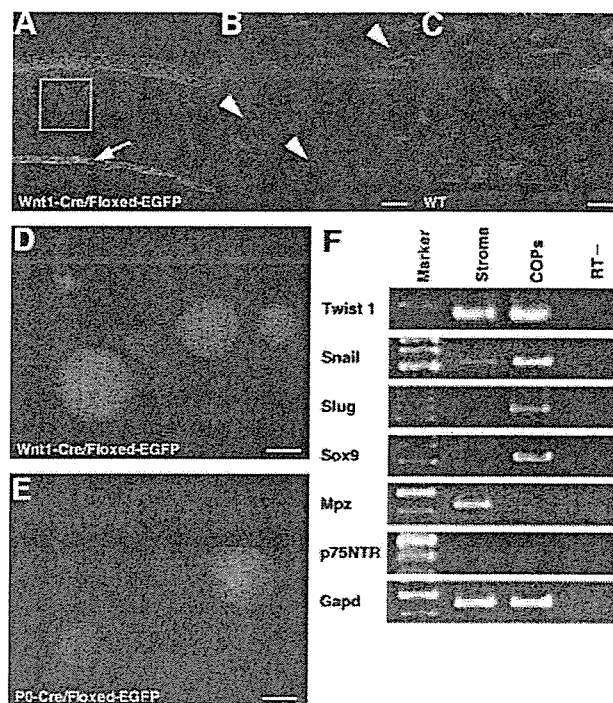 A
B
C
Wnt1-Cre/Floxed-EGFP
WT
D
Wnt1-Cre/Floxed-EGFP
E
P0-Cre/Floxed-EGFP
F
Marker
Stroma
COPs
RT−
Twist 1
Snail
Slug
Sox9
Mpz
p75NTR
Gapd